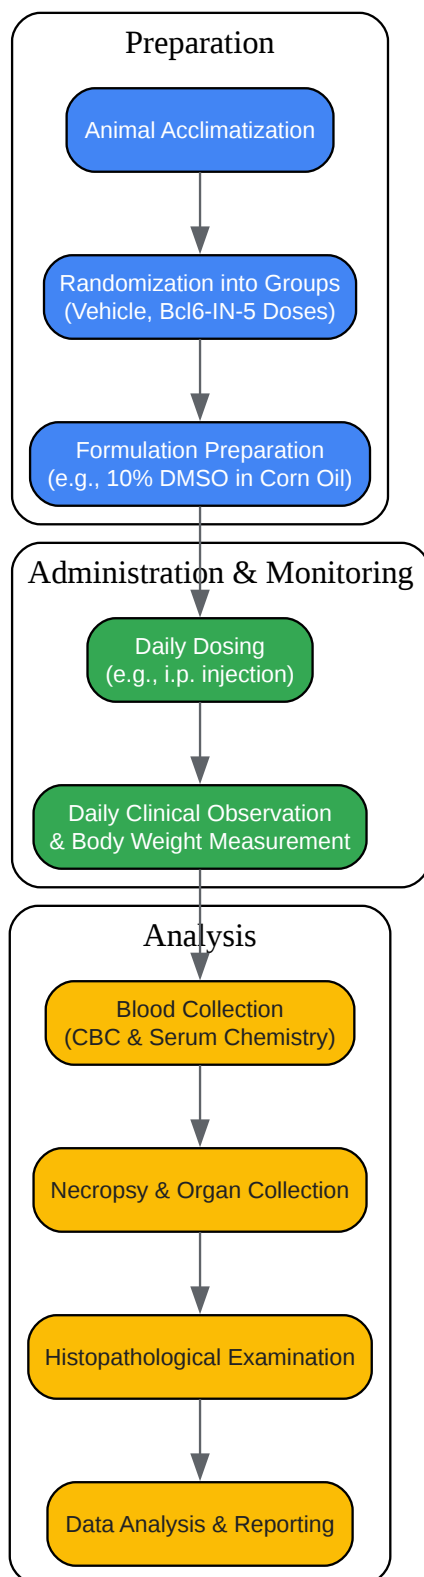 Preparation
Animal Acclimatization
Randomization into Groups
(Vehicle, Bcl6-IN-5 Doses)
Formulation Preparation
(e.g., 10% DMSO in Corn Oil)
Administration & Monitoring
Daily Dosing
(e.g., i.p. injection)
Daily Clinical Observation
& Body Weight Measurement
Analysis
Blood Collection
(CBC & Serum Chemistry)
Necropsy & Organ Collection
Histopathological Examination
Data Analysis & Reporting